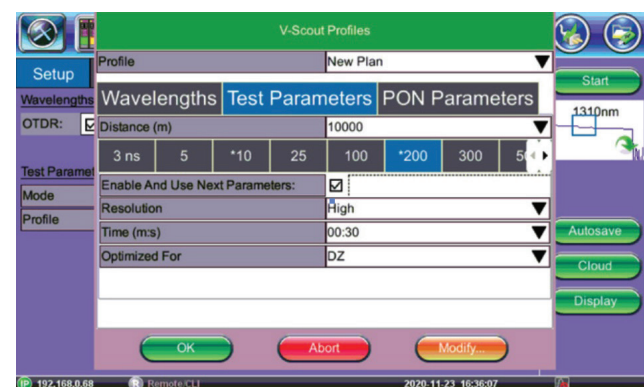 V-Scout Profiles
Profile New Plan
Setup
Wavelengths Test Parameters PON Parameters
Start
Wavelengths
OTDR:
Distance (m) 10000
1310nm
3 ns 5 *10 25 100 *200 300
Test Paramet
Enable And Use Next Parameters:
Mode
Resolution High
Profile
Time (m:s) 00:30
Autosave
Optimized For DZ
Cloud
Display
OK Abort Modify...
IP 192.168.0.68 R Remote/CLI 2020-11-23 16:36:07